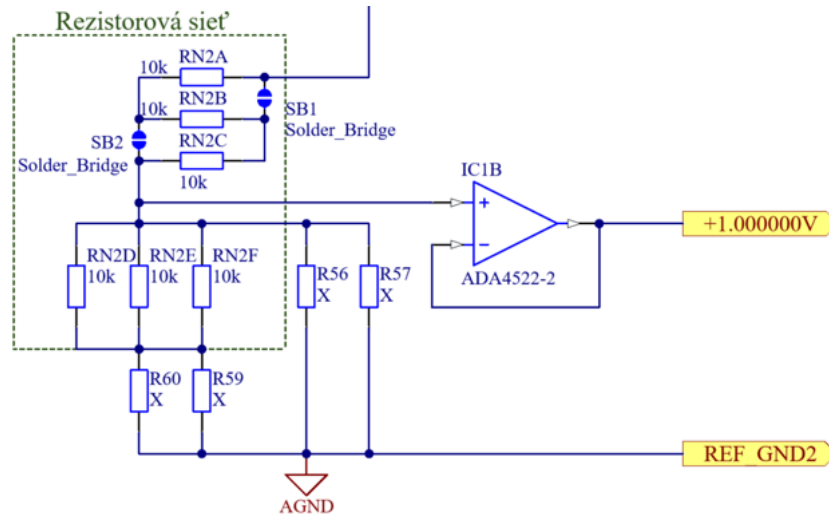 Rezistorová sieť
RN2A
10k
RN2B
10k
SB1
Solder_Bridge
SB2
Solder_Bridge
RN2C
10k
IC1B
+
−
ADA4522-2
+1.000000V
RN2D
10k
RN2E
10k
RN2F
10k
R56
X
R57
X
R60
X
R59
X
REF_GND2
AGND